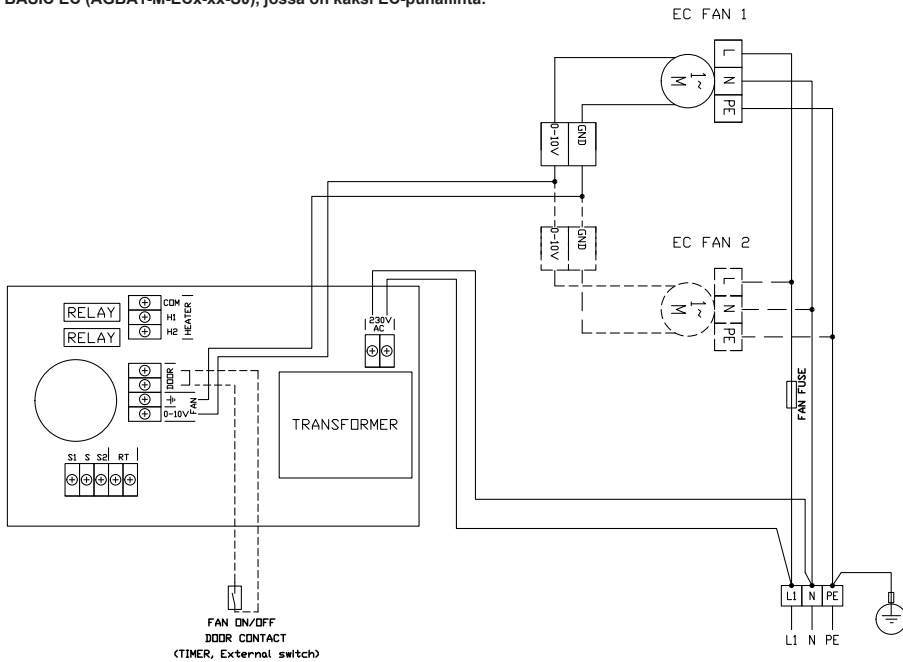 BASIC EC (AGBA1-M-ECx-xx-S0), jossa on kaksi EC-puhallinta.
EC FAN 1
L
N
PE
1~
M
0-10V
GND
0-10V
GND
EC FAN 2
L
N
PE
1~
M
RELAY
RELAY
COM
H1
H2
HEATER
230V
AC
DOOR
FAN
0-10V
TRANSFORMER
FAN FUSE
S1 S S2 RT
L1 N PE
L1 N PE
FAN ON/OFF
DOOR CONTACT
(TIMER, External switch)